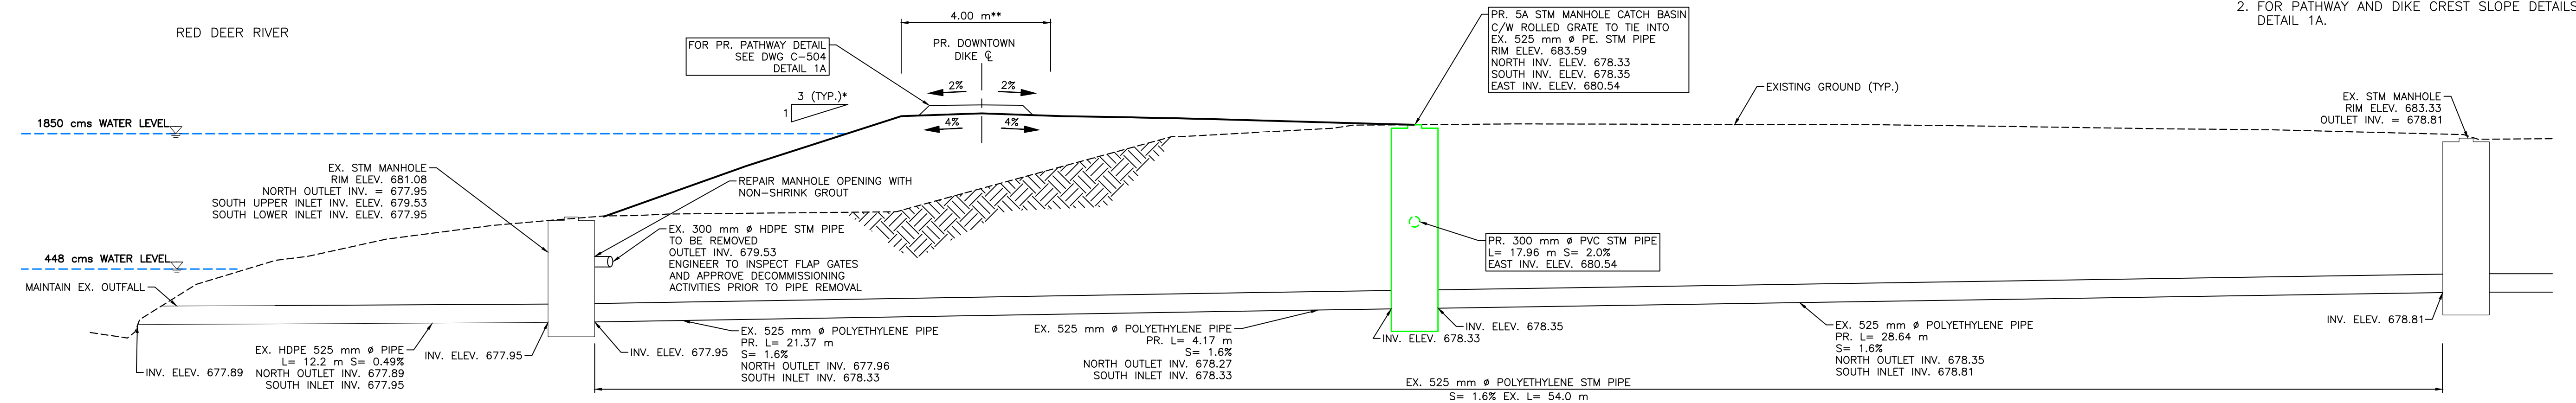 2. FOR PATHWAY AND DIKE CREST SLOPE DETAILS
DETAIL 1A.
RED DEER RIVER
FOR PR. PATHWAY DETAIL
SEE DWG C-504
DETAIL 1A
4.00 m**
PR. DOWNTOWN
DIKE ℄
2%
2%
4%
4%
3 (TYP.)*
1
PR. 5A STM MANHOLE CATCH BASIN
C/W ROLLED GRATE TO TIE INTO
EX. 525 mm ø PE. STM PIPE
RIM ELEV. 683.59
NORTH INV. ELEV. 678.33
SOUTH INV. ELEV. 678.35
EAST INV. ELEV. 680.54
EXISTING GROUND (TYP.)
EX. STM MANHOLE
RIM ELEV. 683.33
OUTLET INV. = 678.81
1850 cms WATER LEVEL
EX. STM MANHOLE
RIM ELEV. 681.08
NORTH OUTLET INV. = 677.95
SOUTH UPPER INLET INV. ELEV. 679.53
SOUTH LOWER INLET INV. ELEV. 677.95
REPAIR MANHOLE OPENING WITH
NON-SHRINK GROUT
EX. 300 mm ø HDPE STM PIPE
TO BE REMOVED
OUTLET INV. 679.53
ENGINEER TO INSPECT FLAP GATES
AND APPROVE DECOMMISSIONING
ACTIVITIES PRIOR TO PIPE REMOVAL
PR. 300 mm ø PVC STM PIPE
L= 17.96 m S= 2.0%
EAST INV. ELEV. 680.54
448 cms WATER LEVEL
MAINTAIN EX. OUTFALL
INV. ELEV. 677.89
EX. HDPE 525 mm ø PIPE
L= 12.2 m S= 0.49%
NORTH OUTLET INV. 677.89
SOUTH INLET INV. 677.95
INV. ELEV. 677.95
INV. ELEV. 677.95
EX. 525 mm ø POLYETHYLENE PIPE
PR. L= 21.37 m
S= 1.6%
NORTH OUTLET INV. 677.96
SOUTH INLET INV. 678.33
EX. 525 mm ø POLYETHYLENE PIPE
PR. L= 4.17 m
S= 1.6%
NORTH OUTLET INV. 678.27
SOUTH INLET INV. 678.33
INV. ELEV. 678.33
INV. ELEV. 678.35
EX. 525 mm ø POLYETHYLENE PIPE
PR. L= 28.64 m
S= 1.6%
NORTH OUTLET INV. 678.35
SOUTH INLET INV. 678.81
INV. ELEV. 678.81
EX. 525 mm ø POLYETHYLENE STM PIPE
S= 1.6% EX. L= 54.0 m